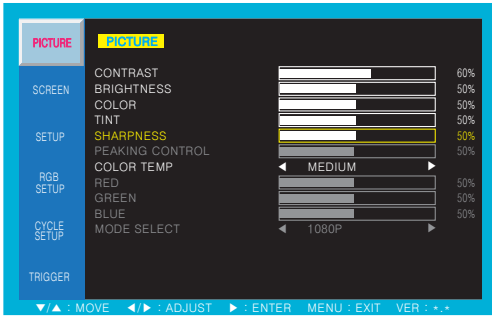 PICTURE
SCREEN
SETUP
RGB
SETUP
CYCLE
SETUP
TRIGGER
PICTURE
CONTRAST 60%
BRIGHTNESS 50%
COLOR 50%
TINT 50%
SHARPNESS 50%
PEAKING CONTROL 50%
COLOR TEMP ◀ MEDIUM ▶
RED 50%
GREEN 50%
BLUE 50%
MODE SELECT ◀ 1080P ▶
▼/▲ : MOVE ◀/▶ : ADJUST ▶ : ENTER MENU : EXIT VER : *.*